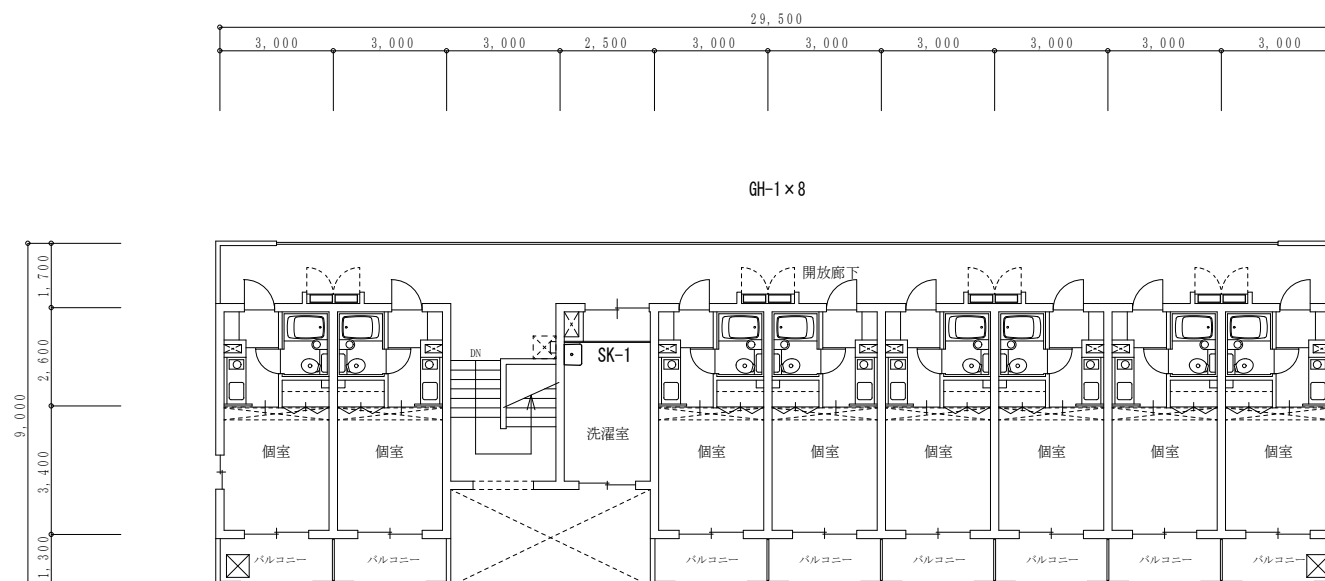 29,500
3,000 3,000 3,000 2,500 3,000 3,000 3,000 3,000 3,000 3,000
GH-1×8
1,700
開放廊下
2,600
DN
SK-1
9,000
洗濯室
3,400
個室 個室 個室 個室 個室 個室 個室 個室
1,300
バルコニー バルコニー バルコニー バルコニー バルコニー バルコニー バルコニー バルコニー